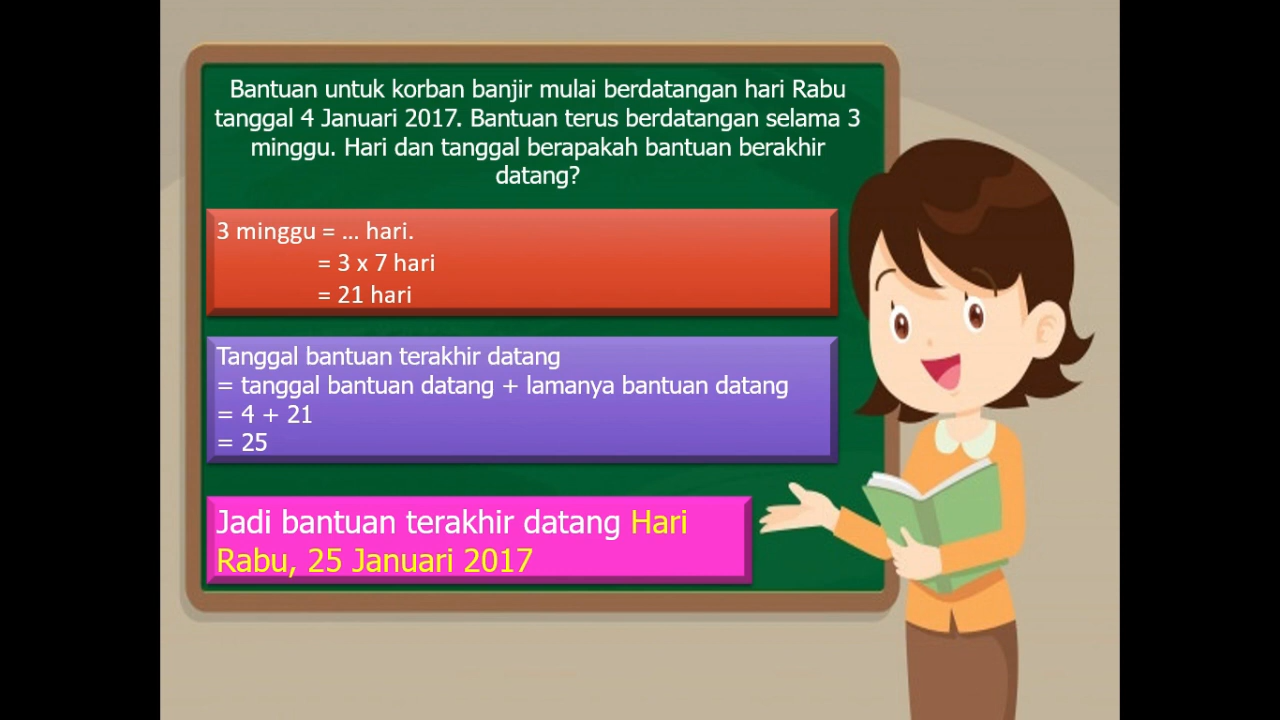 Bantuan untuk korban banjir mulai berdatangan hari Rabu
tanggal 4 Januari 2017. Bantuan terus berdatangan selama 3
minggu. Hari dan tanggal berapakah bantuan berakhir
datang?
3 minggu = ... hari.
= 3 x 7 hari
= 21 hari
Tanggal bantuan terakhir datang
= tanggal bantuan datang + lamanya bantuan datang
= 4 + 21
= 25
Jadi bantuan terakhir datang Hari
Rabu, 25 Januari 2017